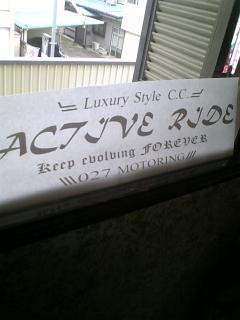 Luxury Style C.C.
ACTIVE RIDE
Keep evolving FOREVER
027 MOTORING